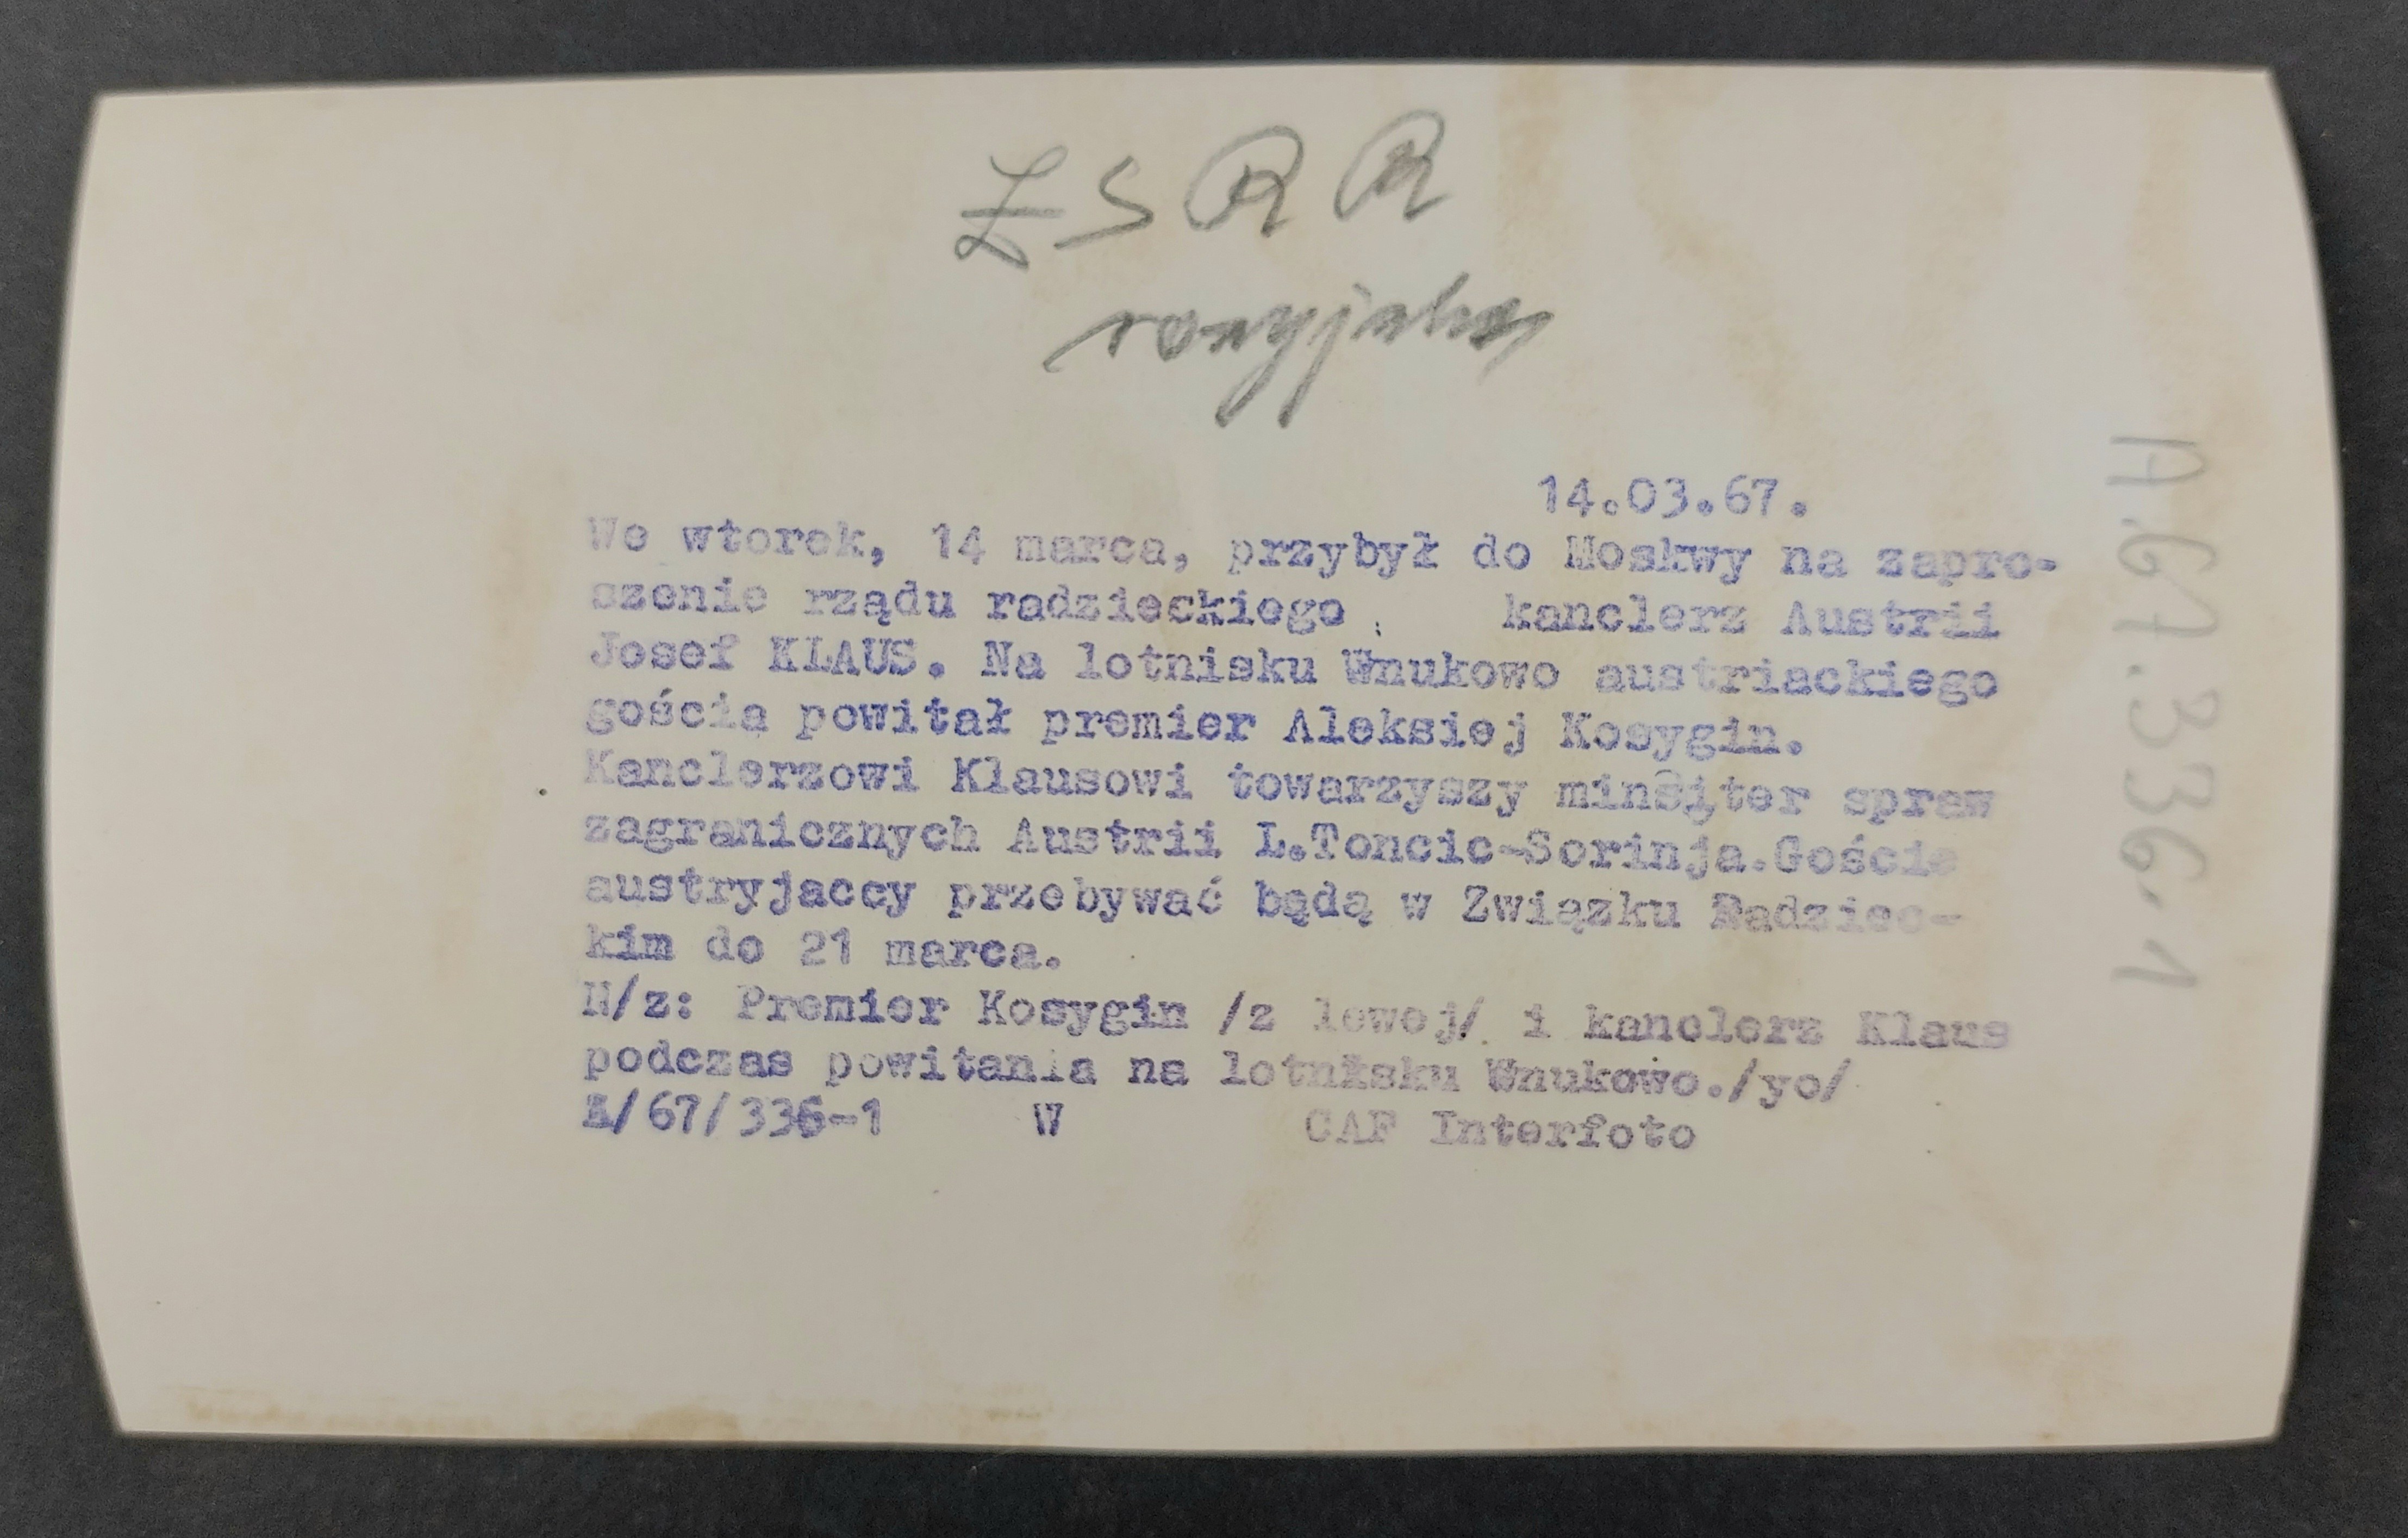 ZSRR
14.03.67.
We wtorek, 14 marca, przybył do Moskwy na zapro-
szenie rządu radzieckiego kanclerz Austrii
Josef KLAUS. Na lotnisku Wnukowo austriackiego
gościa powitał premier Aleksiej Kosygin.
Kanclerzowi Klausowi towarzyszy minsiter spraw
zagranicznych Austrii L.Toncic-Sorinja.Goście
austryjaccy przebywać będą w Związku Radziec-
kim do 21 marca.
N/z: Premier Kosygin /z lewej/ i kanclerz Klaus
podczas powitania na lotnisku Wnukowo./yo/
A/67/336-1 W CAF Interfoto
A.67.336.1